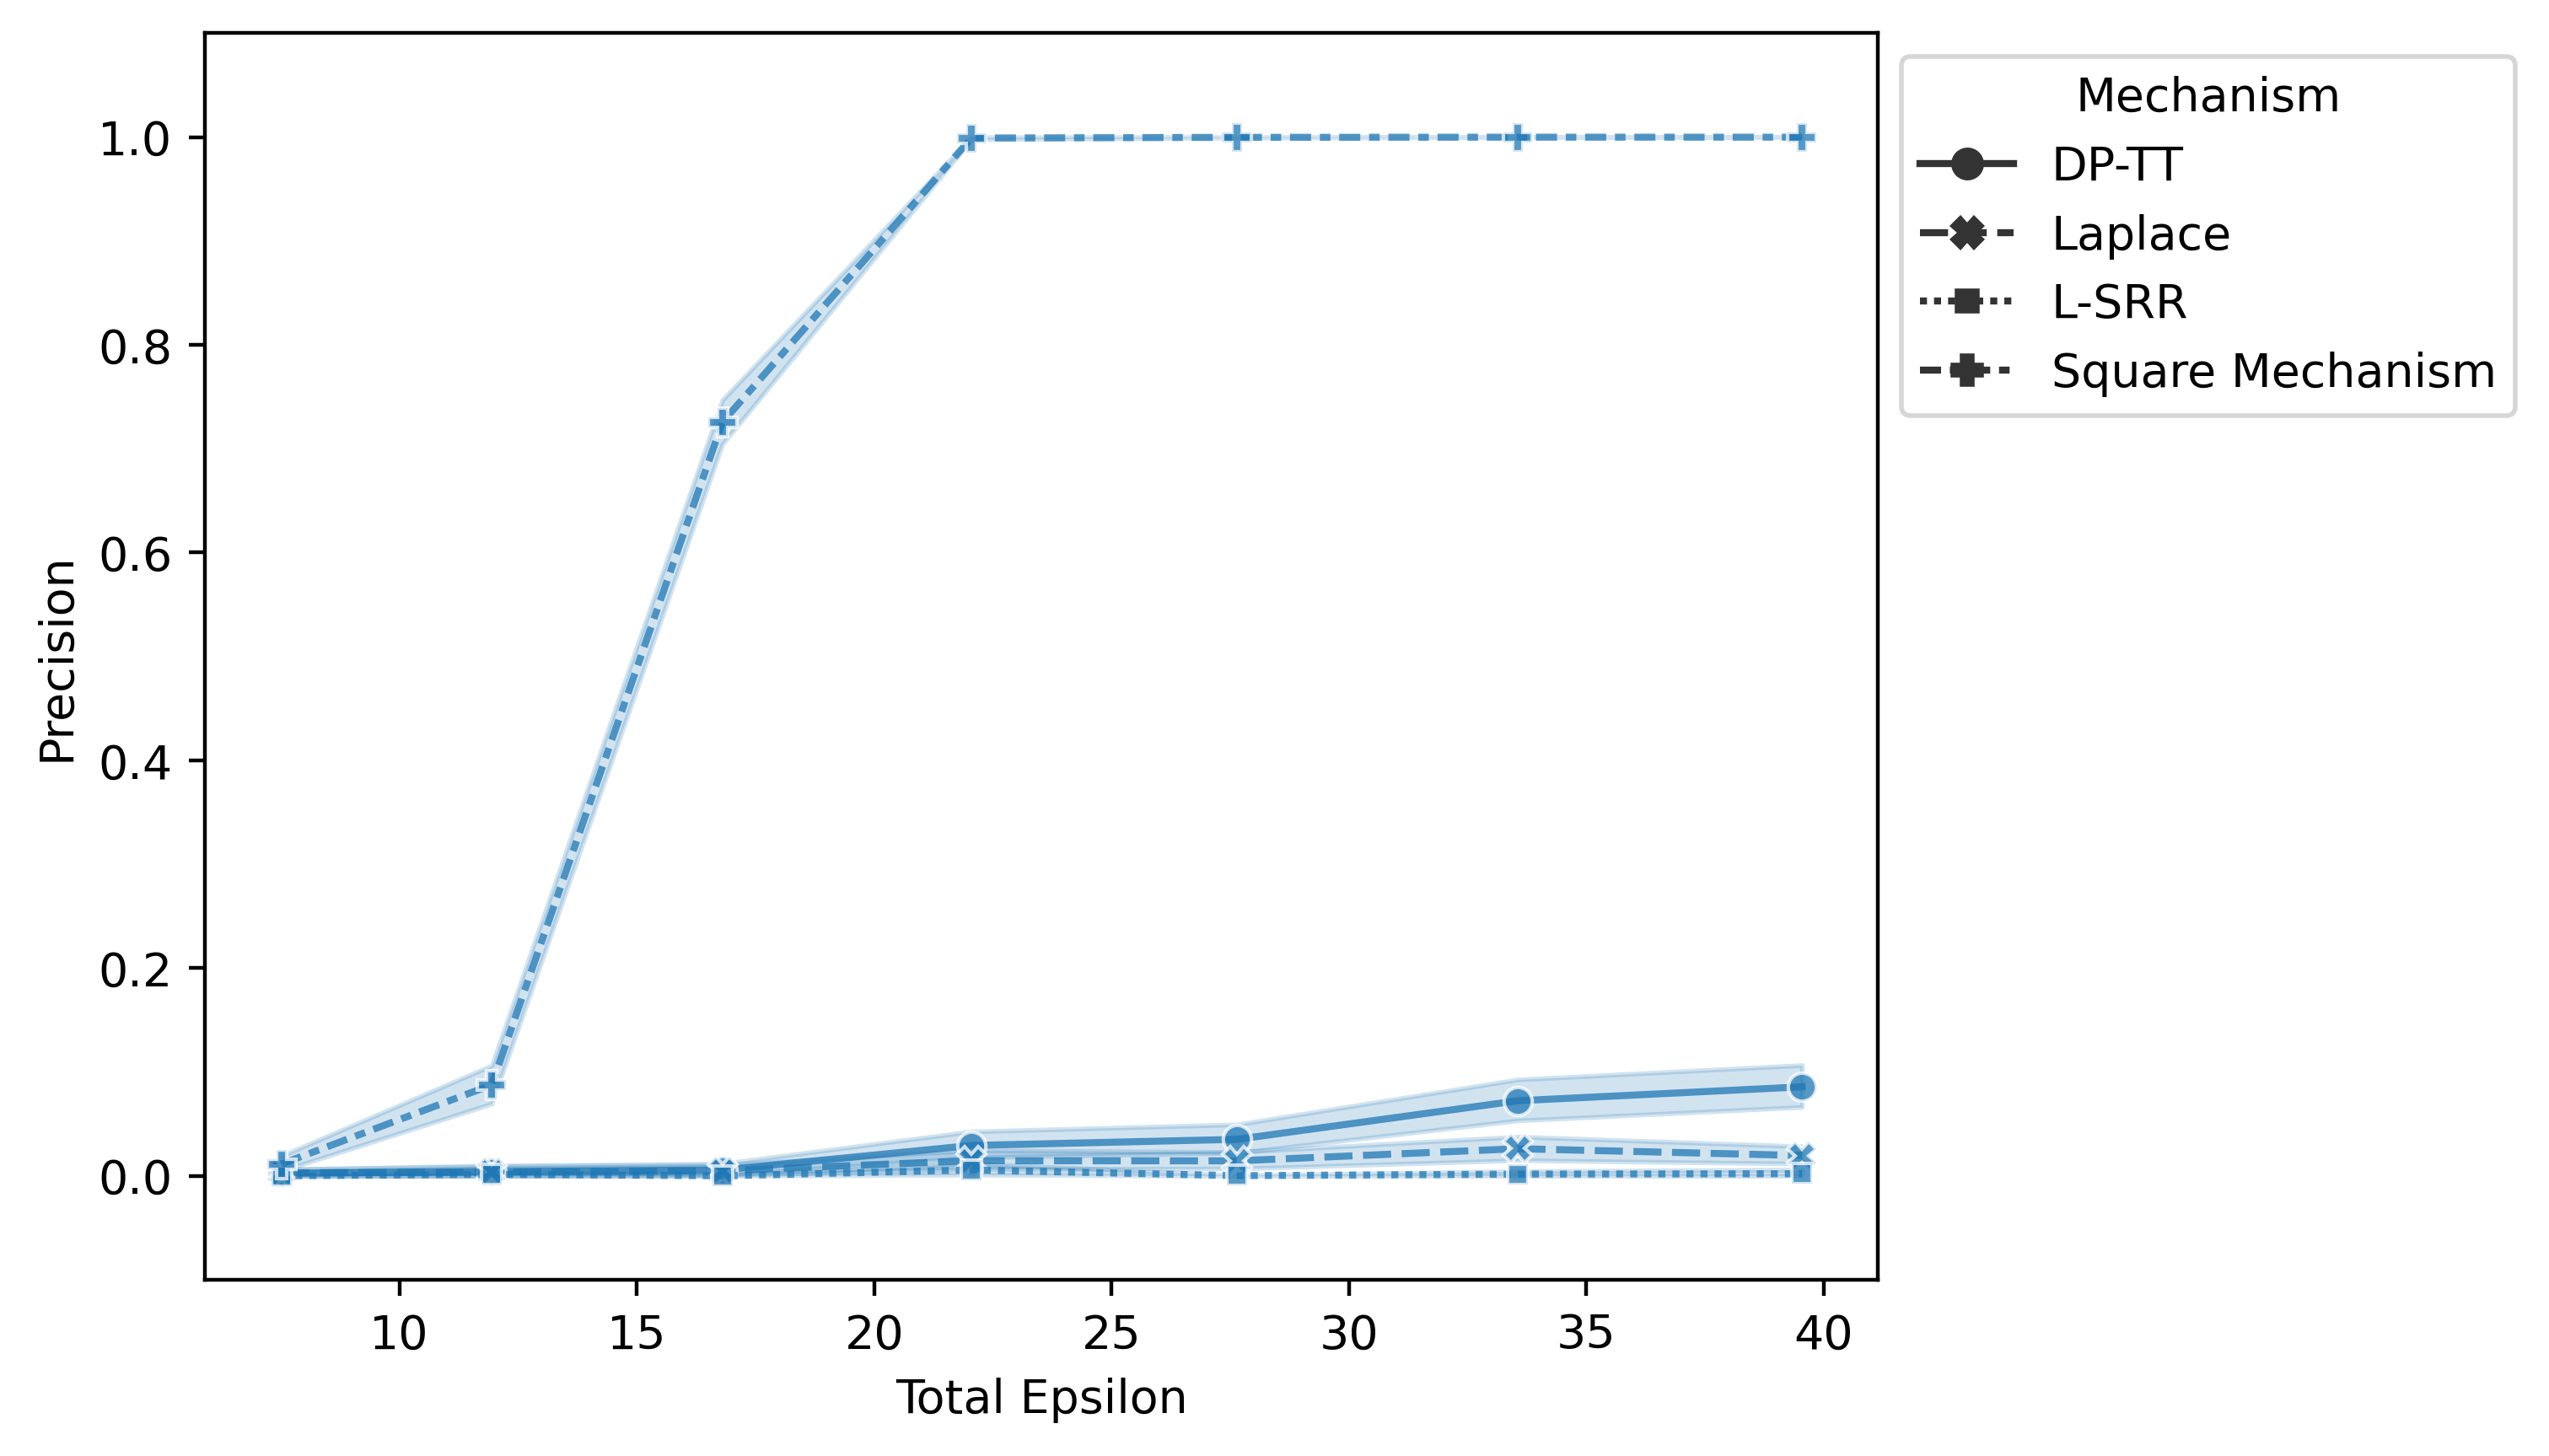 Mechanism
DP-TT
Laplace
L-SRR
Square Mechanism
Precision
1.0
0.8
0.6
0.4
0.2
0.0
10 15 20 25 30 35 40
Total Epsilon